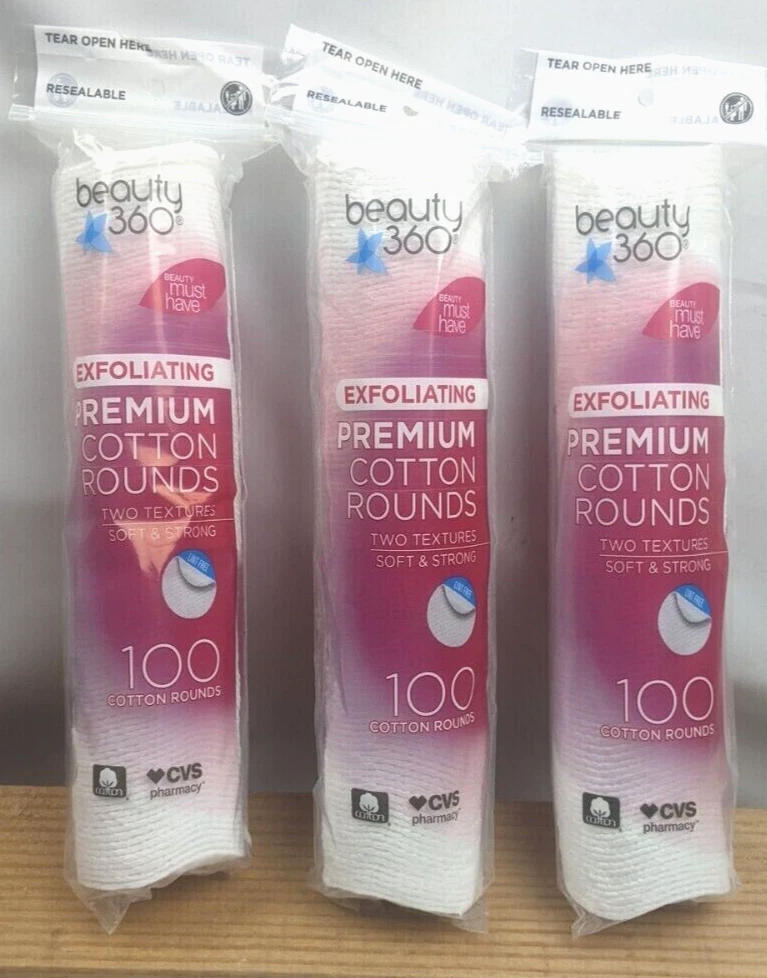 TEAR OPEN HERE
RESEALABLE
beauty
360®
BEAUTY
must
have
EXFOLIATING
PREMIUM
COTTON
ROUNDS
TWO TEXTURES
SOFT & STRONG
LINT FREE
100
COTTON ROUNDS
cotton
CVS
pharmacy
TEAR OPEN HERE
RESEALABLE
beauty
360®
BEAUTY
must
have
EXFOLIATING
PREMIUM
COTTON
ROUNDS
TWO TEXTURES
SOFT & STRONG
LINT FREE
100
COTTON ROUNDS
cotton
CVS
pharmacy
TEAR OPEN HERE
RESEALABLE
beauty
360®
BEAUTY
must
have
EXFOLIATING
PREMIUM
COTTON
ROUNDS
TWO TEXTURES
SOFT & STRONG
LINT FREE
100
COTTON ROUNDS
cotton
CVS
pharmacy